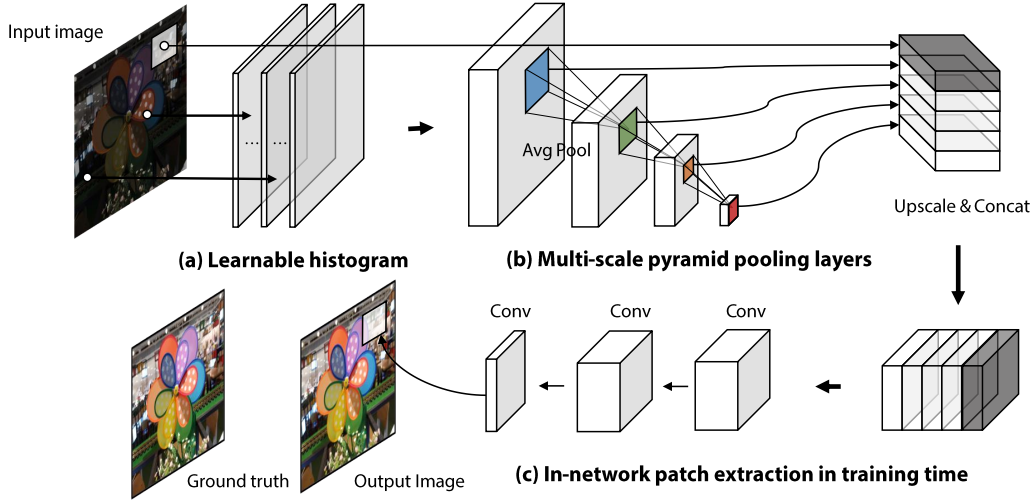 Input image
... ...
Avg Pool
Upscale & Concat
(a) Learnable histogram
(b) Multi-scale pyramid pooling layers
Conv
Conv
Conv
Ground truth
Output Image
(c) In-network patch extraction in training time